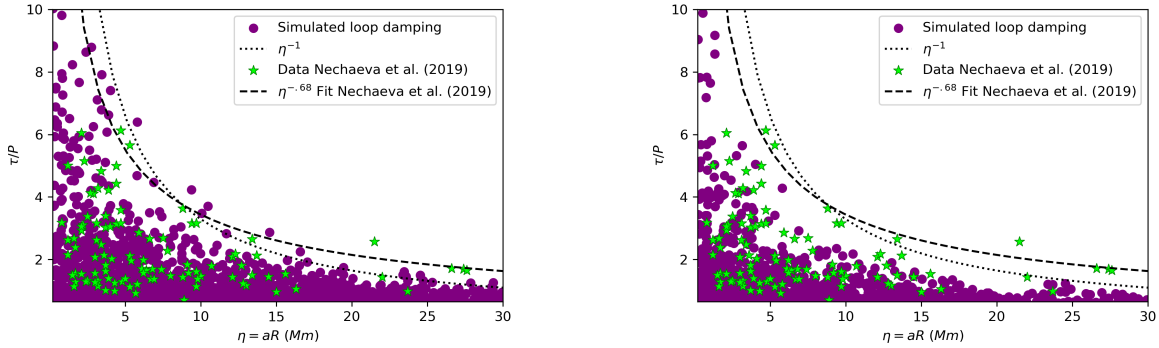 10
8
6
4
2
τ/P
5
10
15
20
25
30
η = aR (Mm)
Simulated loop damping
η⁻¹
Data Nechaeva et al. (2019)
η⁻·⁶⁸ Fit Nechaeva et al. (2019)
10
8
6
4
2
τ/P
5
10
15
20
25
30
η = aR (Mm)
Simulated loop damping
η⁻¹
Data Nechaeva et al. (2019)
η⁻·⁶⁸ Fit Nechaeva et al. (2019)